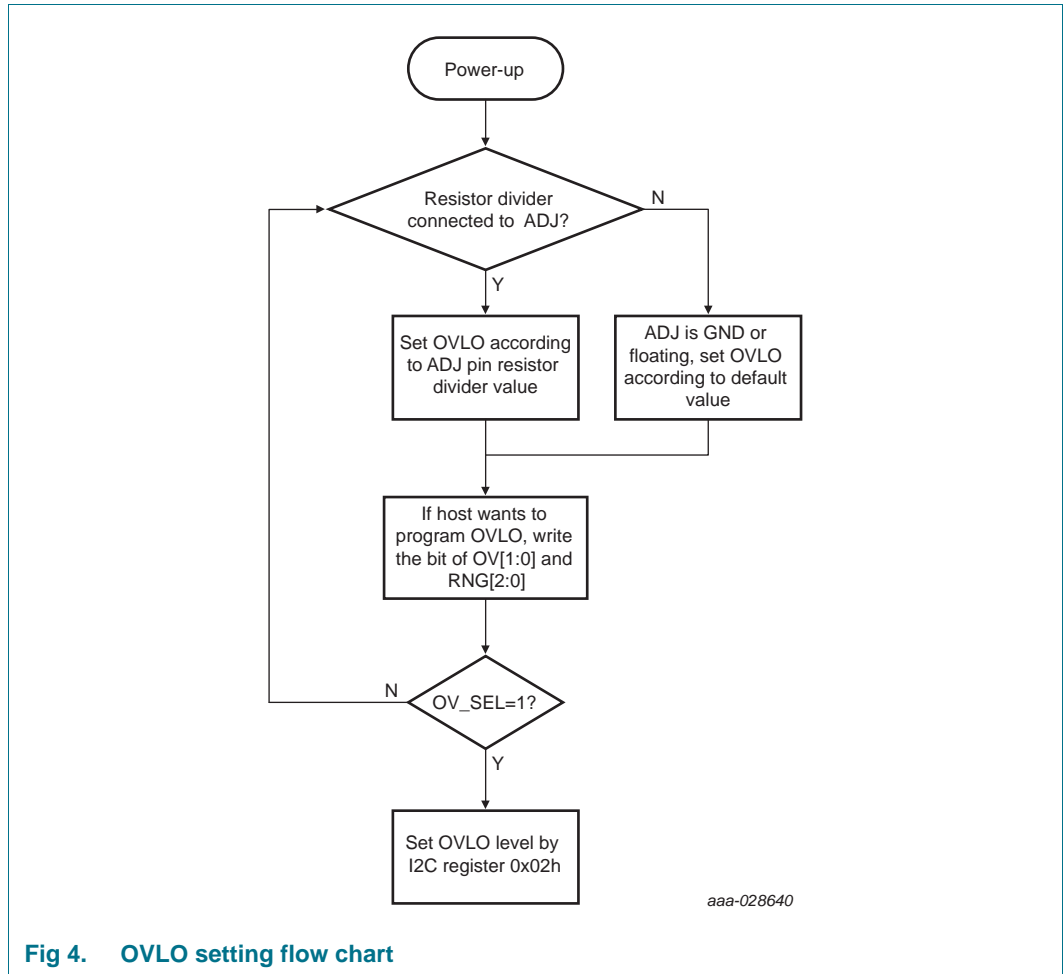 Power-up
Resistor divider
connected to ADJ?
N
Y
Set OVLO according
to ADJ pin resistor
divider value
ADJ is GND or
floating, set OVLO
according to default
value
If host wants to
program OVLO, write
the bit of OV[1:0] and
RNG[2:0]
N
OV_SEL=1?
Y
Set OVLO level by
I2C register 0x02h
aaa-028640
Fig 4. OVLO setting flow chart